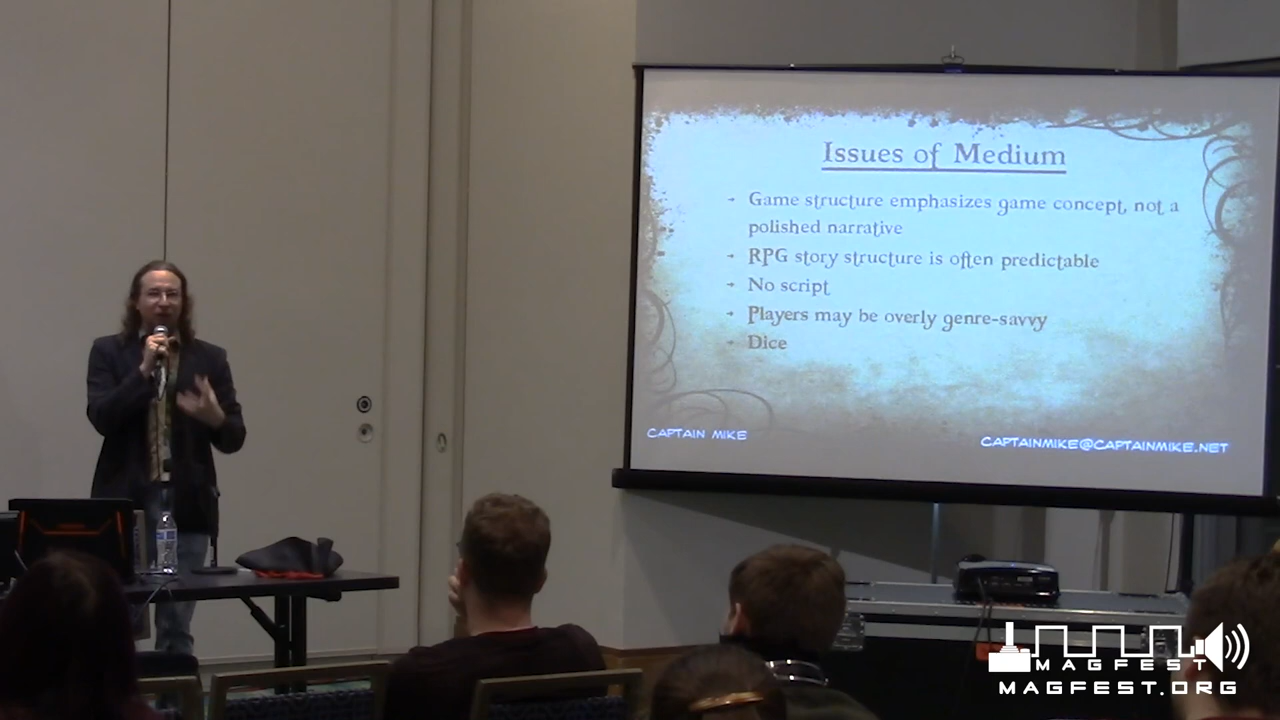 Issues of Medium
Game structure emphasizes game concept, not a
polished narrative
RPG story structure is often predictable
No script
Players may be overly genre-savvy
Dice
CAPTAIN MIKE
CAPTAINMIKE@CAPTAINMIKE.NET
MAGFEST
MAGFEST.ORG